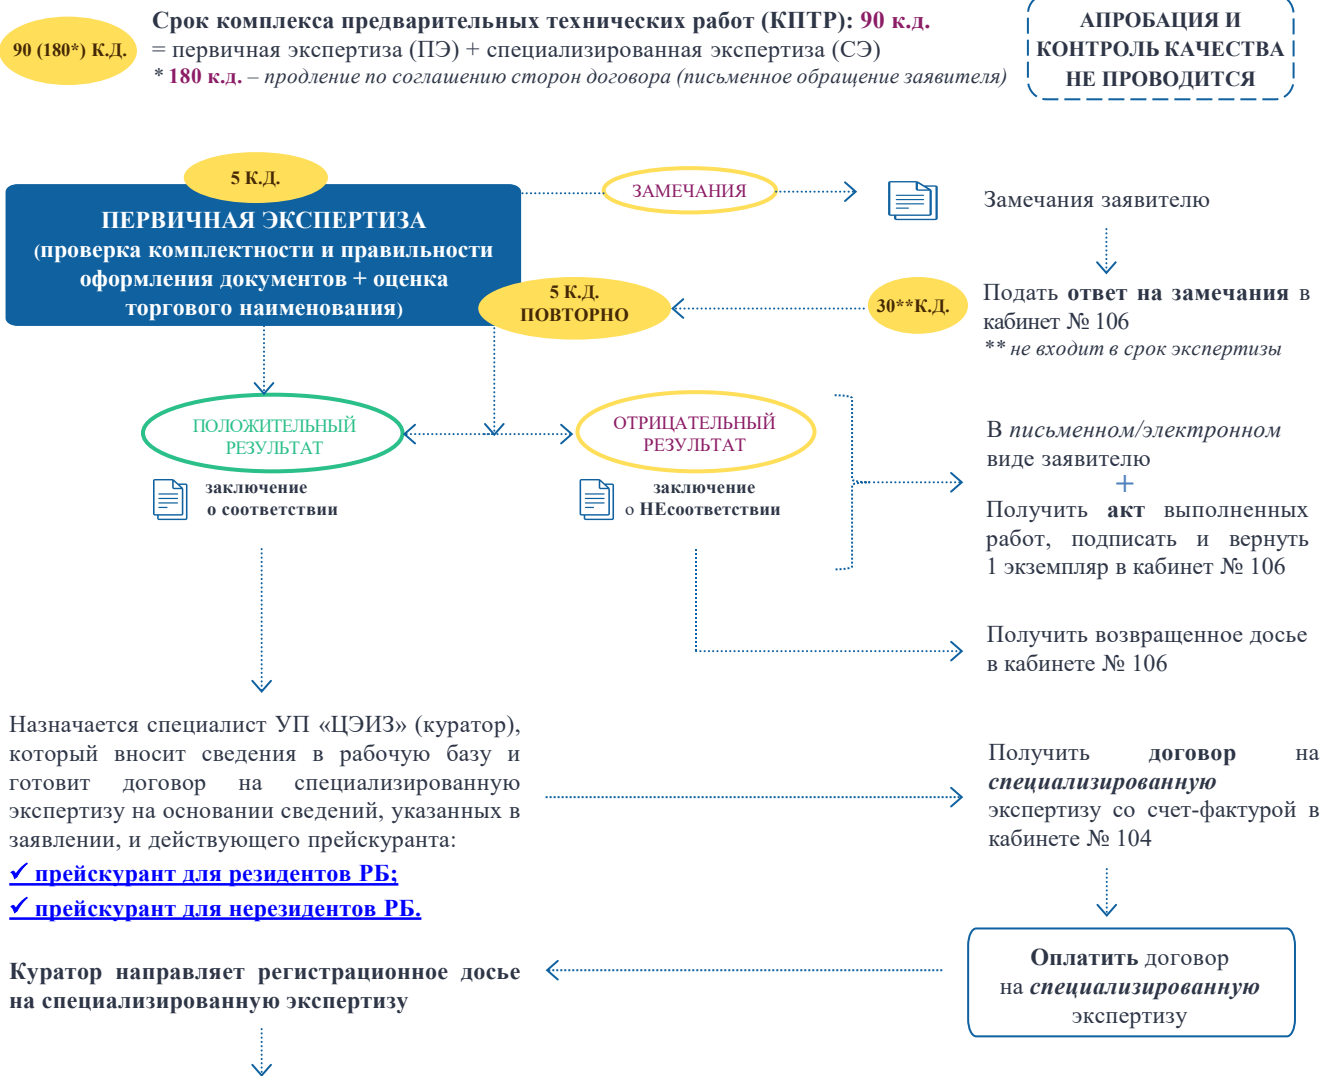 90 (180*) К.Д.
Срок комплекса предварительных технических работ (КПТР): 90 к.д.
= первичная экспертиза (ПЭ) + специализированная экспертиза (СЭ)
* 180 к.д. – продление по соглашению сторон договора (письменное обращение заявителя)
АПРОБАЦИЯ И
КОНТРОЛЬ КАЧЕСТВА
НЕ ПРОВОДИТСЯ
5 К.Д.
ПЕРВИЧНАЯ ЭКСПЕРТИЗА
(проверка комплектности и правильности
оформления документов + оценка
торгового наименования)
ЗАМЕЧАНИЯ
Замечания заявителю
5 К.Д.
ПОВТОРНО
30**К.Д.
Подать ответ на замечания в
кабинет № 106
** не входит в срок экспертизы
ПОЛОЖИТЕЛЬНЫЙ
РЕЗУЛЬТАТ
ОТРИЦАТЕЛЬНЫЙ
РЕЗУЛЬТАТ
заключение
о соответствии
заключение
о НЕсоответствии
В письменном/электронном
виде заявителю
+
Получить акт выполненных
работ, подписать и вернуть
1 экземпляр в кабинет № 106
Получить возвращенное досье
в кабинете № 106
Назначается специалист УП «ЦЭИЗ» (куратор),
который вносит сведения в рабочую базу и
готовит договор на специализированную
экспертизу на основании сведений, указанных в
заявлении, и действующего прейскуранта:
✓ прейскурант для резидентов РБ;
✓ прейскурант для нерезидентов РБ.
Получить договор на
специализированную
экспертизу со счет-фактурой в
кабинете № 104
Оплатить договор
на специализированную
экспертизу
Куратор направляет регистрационное досье
на специализированную экспертизу